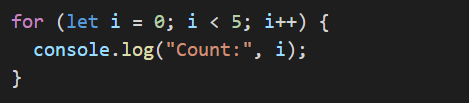 for (let i = 0; i < 5; i++) {
  console.log("Count:", i);
}